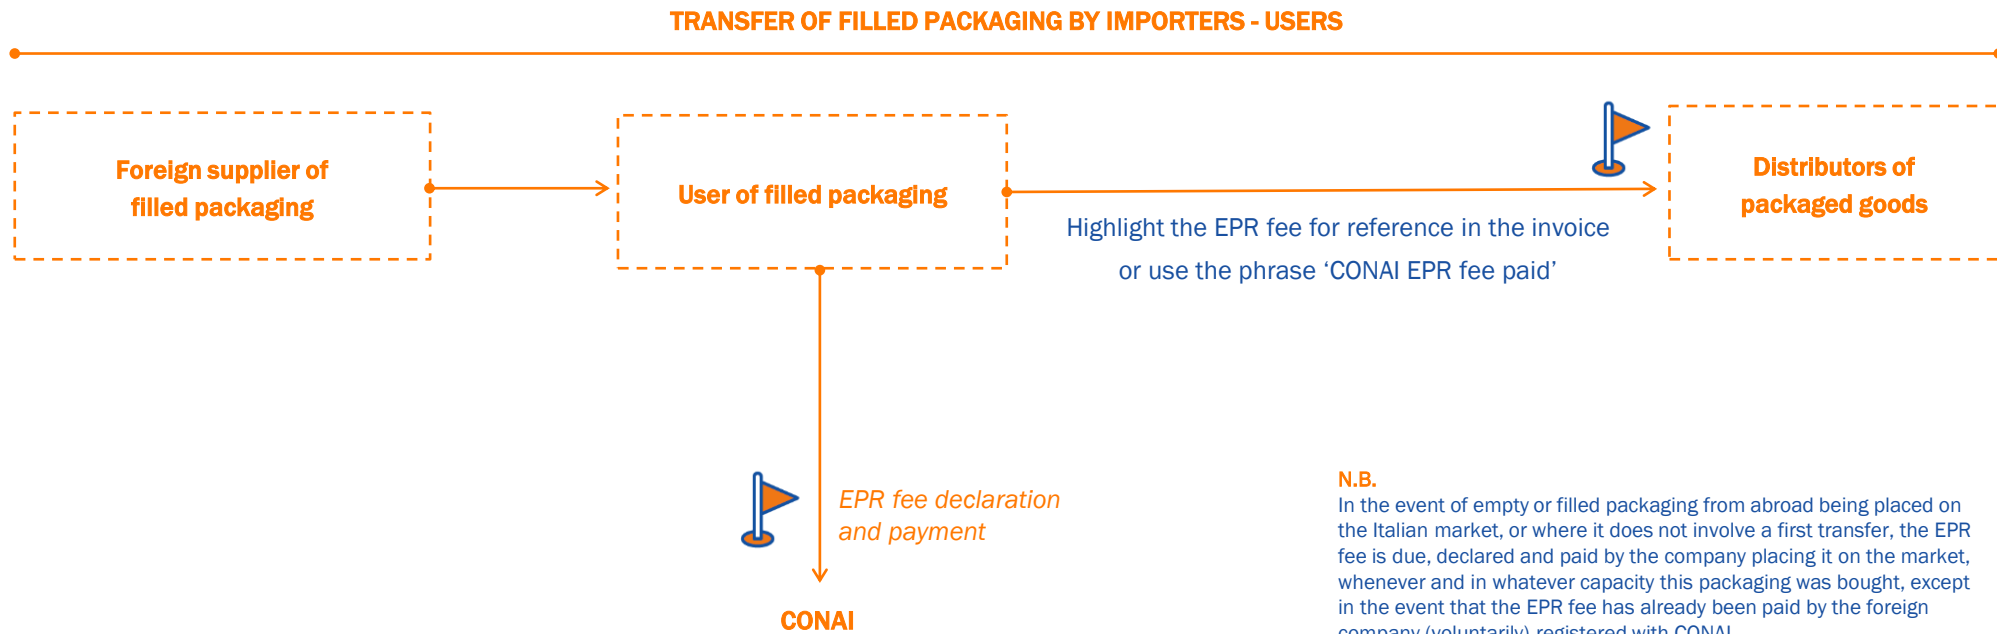 TRANSFER OF FILLED PACKAGING BY IMPORTERS - USERS
Foreign supplier of
filled packaging
User of filled packaging
Distributors of
packaged goods
Highlight the EPR fee for reference in the invoice
or use the phrase ‘CONAI EPR fee paid’
EPR fee declaration
and payment
CONAI
N.B.
In the event of empty or filled packaging from abroad being placed on
the Italian market, or where it does not involve a first transfer, the EPR
fee is due, declared and paid by the company placing it on the market,
whenever and in whatever capacity this packaging was bought, except
in the event that the EPR fee has already been paid by the foreign
company (voluntarily) registered with CONAI